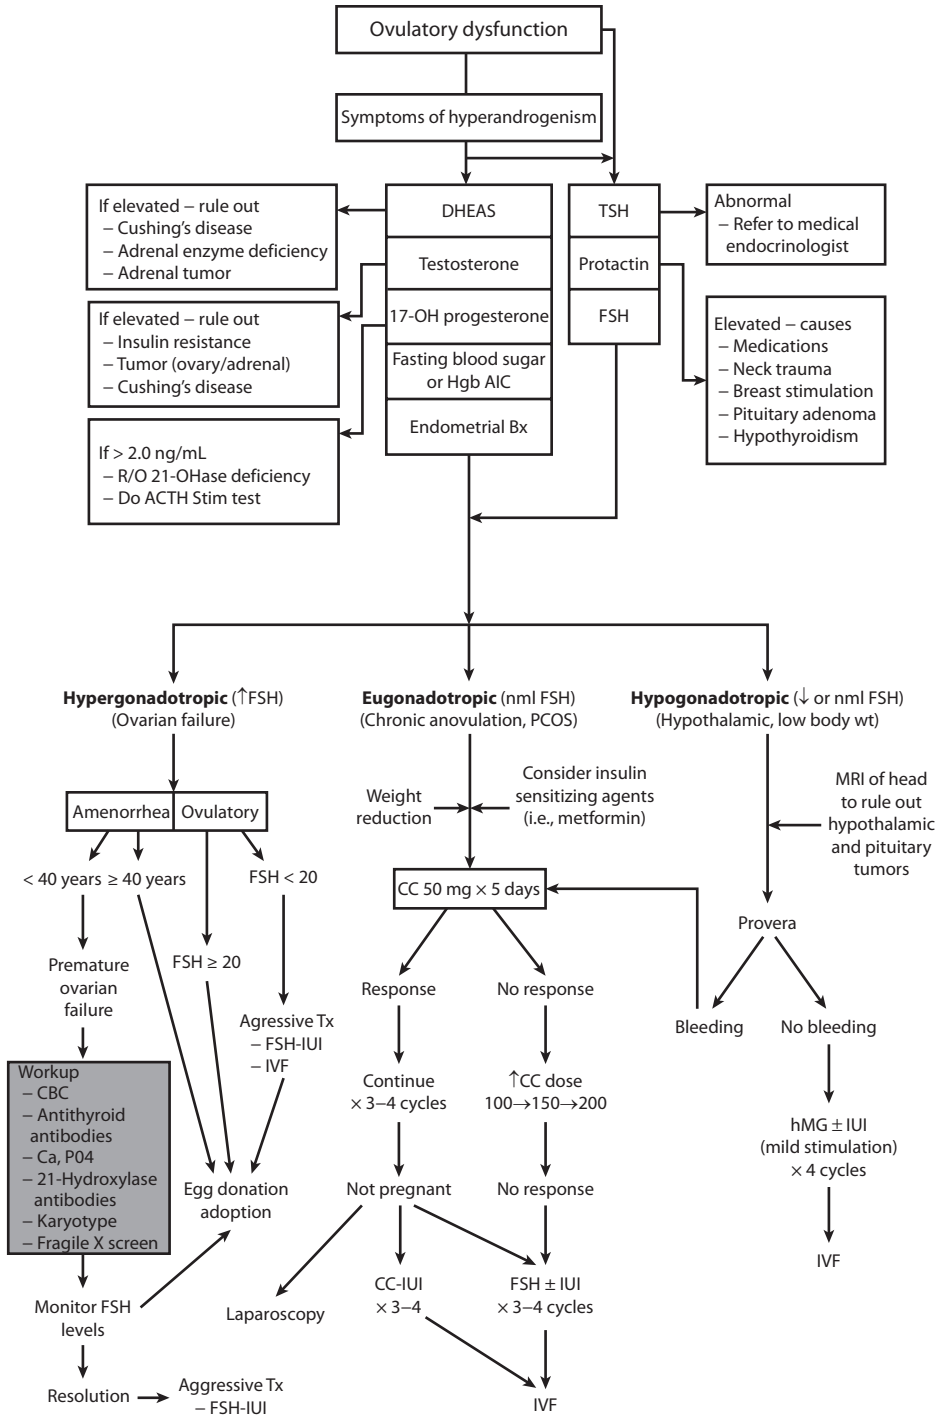 Ovulatory dysfunction
Symptoms of hyperandrogenism
If elevated – rule out
– Cushing's disease
– Adrenal enzyme deficiency
– Adrenal tumor
DHEAS
TSH
Abnormal
– Refer to medical
endocrinologist
Testosterone
Protactin
If elevated – rule out
– Insulin resistance
– Tumor (ovary/adrenal)
– Cushing's disease
17-OH progesterone
FSH
Elevated – causes
– Medications
– Neck trauma
– Breast stimulation
– Pituitary adenoma
– Hypothyroidism
Fasting blood sugar
or Hgb AIC
Endometrial Bx
If > 2.0 ng/mL
– R/O 21-OHase deficiency
– Do ACTH Stim test
Hypergonadotropic (↑FSH)
(Ovarian failure)
Eugonadotropic (nml FSH)
(Chronic anovulation, PCOS)
Hypogonadotropic (↓ or nml FSH)
(Hypothalamic, low body wt)
Amenorrhea
Ovulatory
Weight
reduction
Consider insulin
sensitizing agents
(i.e., metformin)
MRI of head
to rule out
hypothalamic
and pituitary
tumors
< 40 years
≥ 40 years
FSH < 20
CC 50 mg × 5 days
Provera
Premature
ovarian
failure
FSH ≥ 20
Response
No response
Bleeding
No bleeding
Agressive Tx
– FSH-IUI
– IVF
Workup
– CBC
– Antithyroid
antibodies
– Ca, P04
– 21-Hydroxylase
antibodies
– Karyotype
– Fragile X screen
Continue
× 3–4 cycles
↑CC dose
100→150→200
hMG ± IUI
(mild stimulation)
× 4 cycles
Egg donation
adoption
Not pregnant
No response
IVF
Monitor FSH
levels
Laparoscopy
CC-IUI
× 3–4
FSH ± IUI
× 3–4 cycles
Resolution
Aggressive Tx
– FSH-IUI
IVF